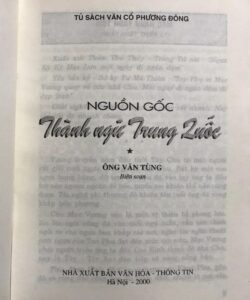 TỦ SÁCH VĂN CỔ PHƯƠNG ĐÔNG
NGUỒN GỐC
Thành ngữ Trung Quốc
ÔNG VĂN TÙNG
Biên soạn
NHÀ XUẤT BẢN VĂN HÓA - THÔNG TIN
Hà Nội - 2000